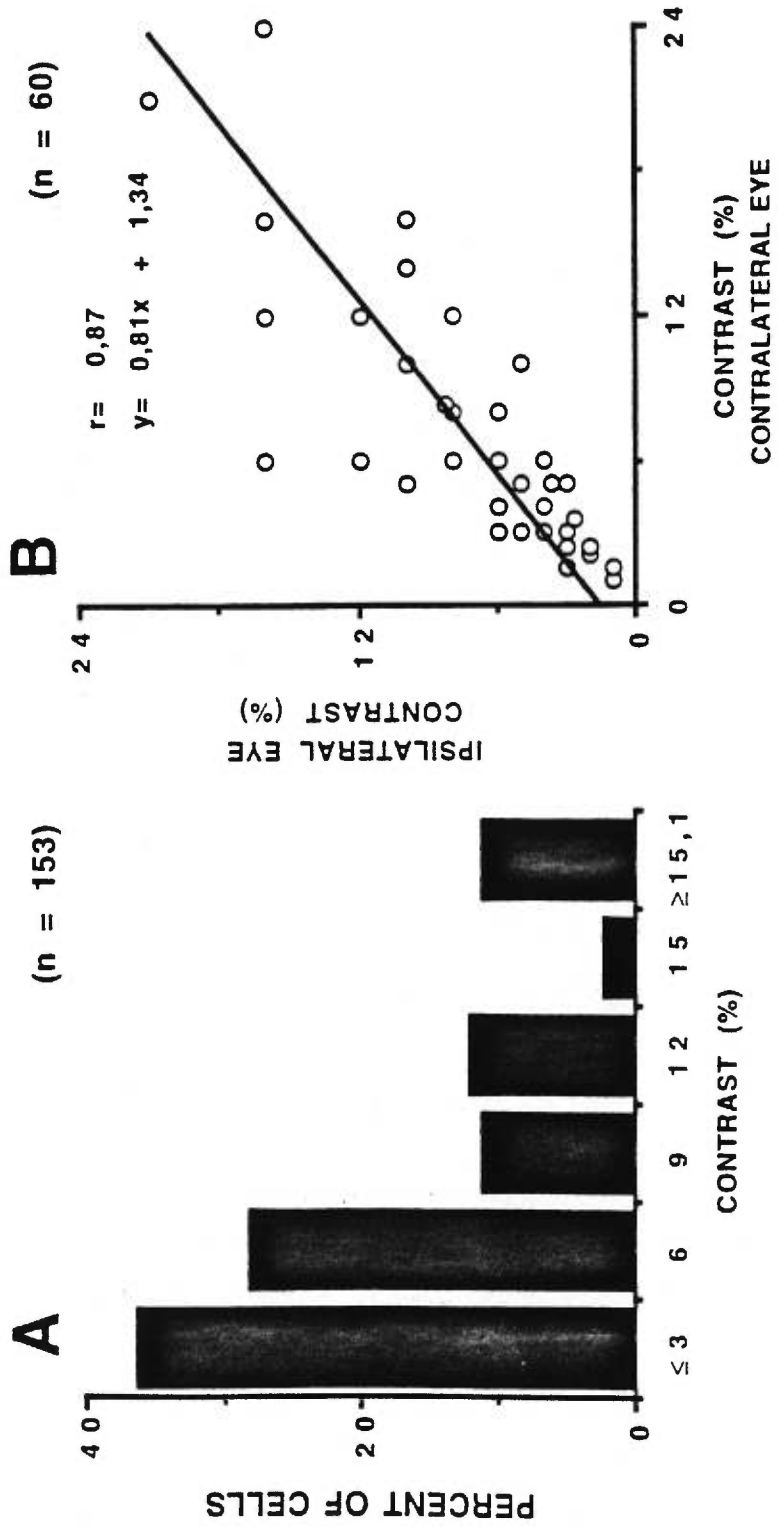 A
(n = 153)
PERCENT OF CELLS
40
20
0
≤3
6
9
12
15
≥15,1
CONTRAST (%)
B
(n = 60)
r= 0,87
y= 0,81x + 1,34
IPSILATERAL EYE
CONTRAST (%)
24
12
0
0
12
24
CONTRAST (%)
CONTRALATERAL EYE